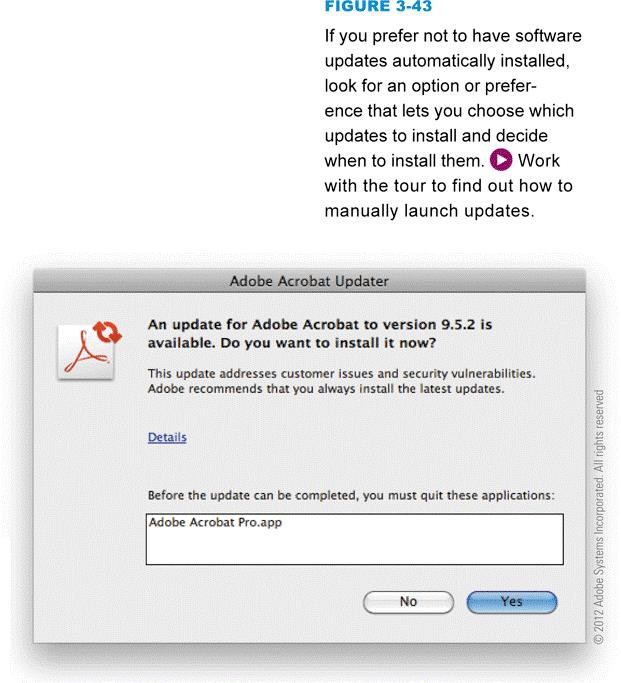 FIGURE 3-43
If you prefer not to have software
updates automatically installed,
look for an option or prefer-
ence that lets you choose which
updates to install and decide
when to install them. Work
with the tour to find out how to
manually launch updates.
Adobe Acrobat Updater
An update for Adobe Acrobat to version 9.5.2 is
available. Do you want to install it now?
This update addresses customer issues and security vulnerabilities.
Adobe recommends that you always install the latest updates.
Details
Before the update can be completed, you must quit these applications:
Adobe Acrobat Pro.app
No
Yes
© 2012 Adobe Systems Incorporated. All rights reserved